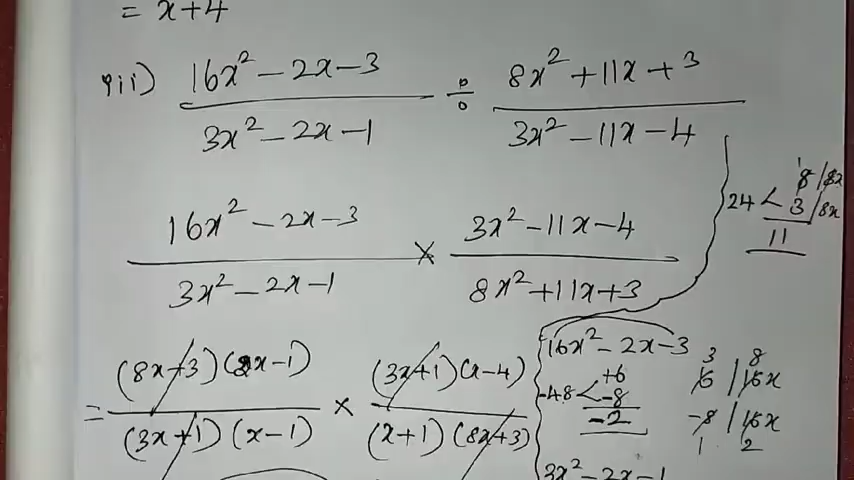 = x+4
viii) (16x² – 2x – 3)/(3x² – 2x – 1) ÷ (8x² + 11x + 3)/(3x² – 11x – 4)
24 < 8/8x
3/8x
11
(16x² – 2x – 3)/(3x² – 2x – 1) × (3x² – 11x – 4)/(8x² + 11x + 3)
= (8x+3)(2x–1)/(3x+1)(x–1) × (3x+1)(x–4)/(x+1)(8x+3)
16x² – 2x – 3
-48 < +6
-8
-2
3 8
6/16x
-8/16x
1 2
3x² – 2x – 1